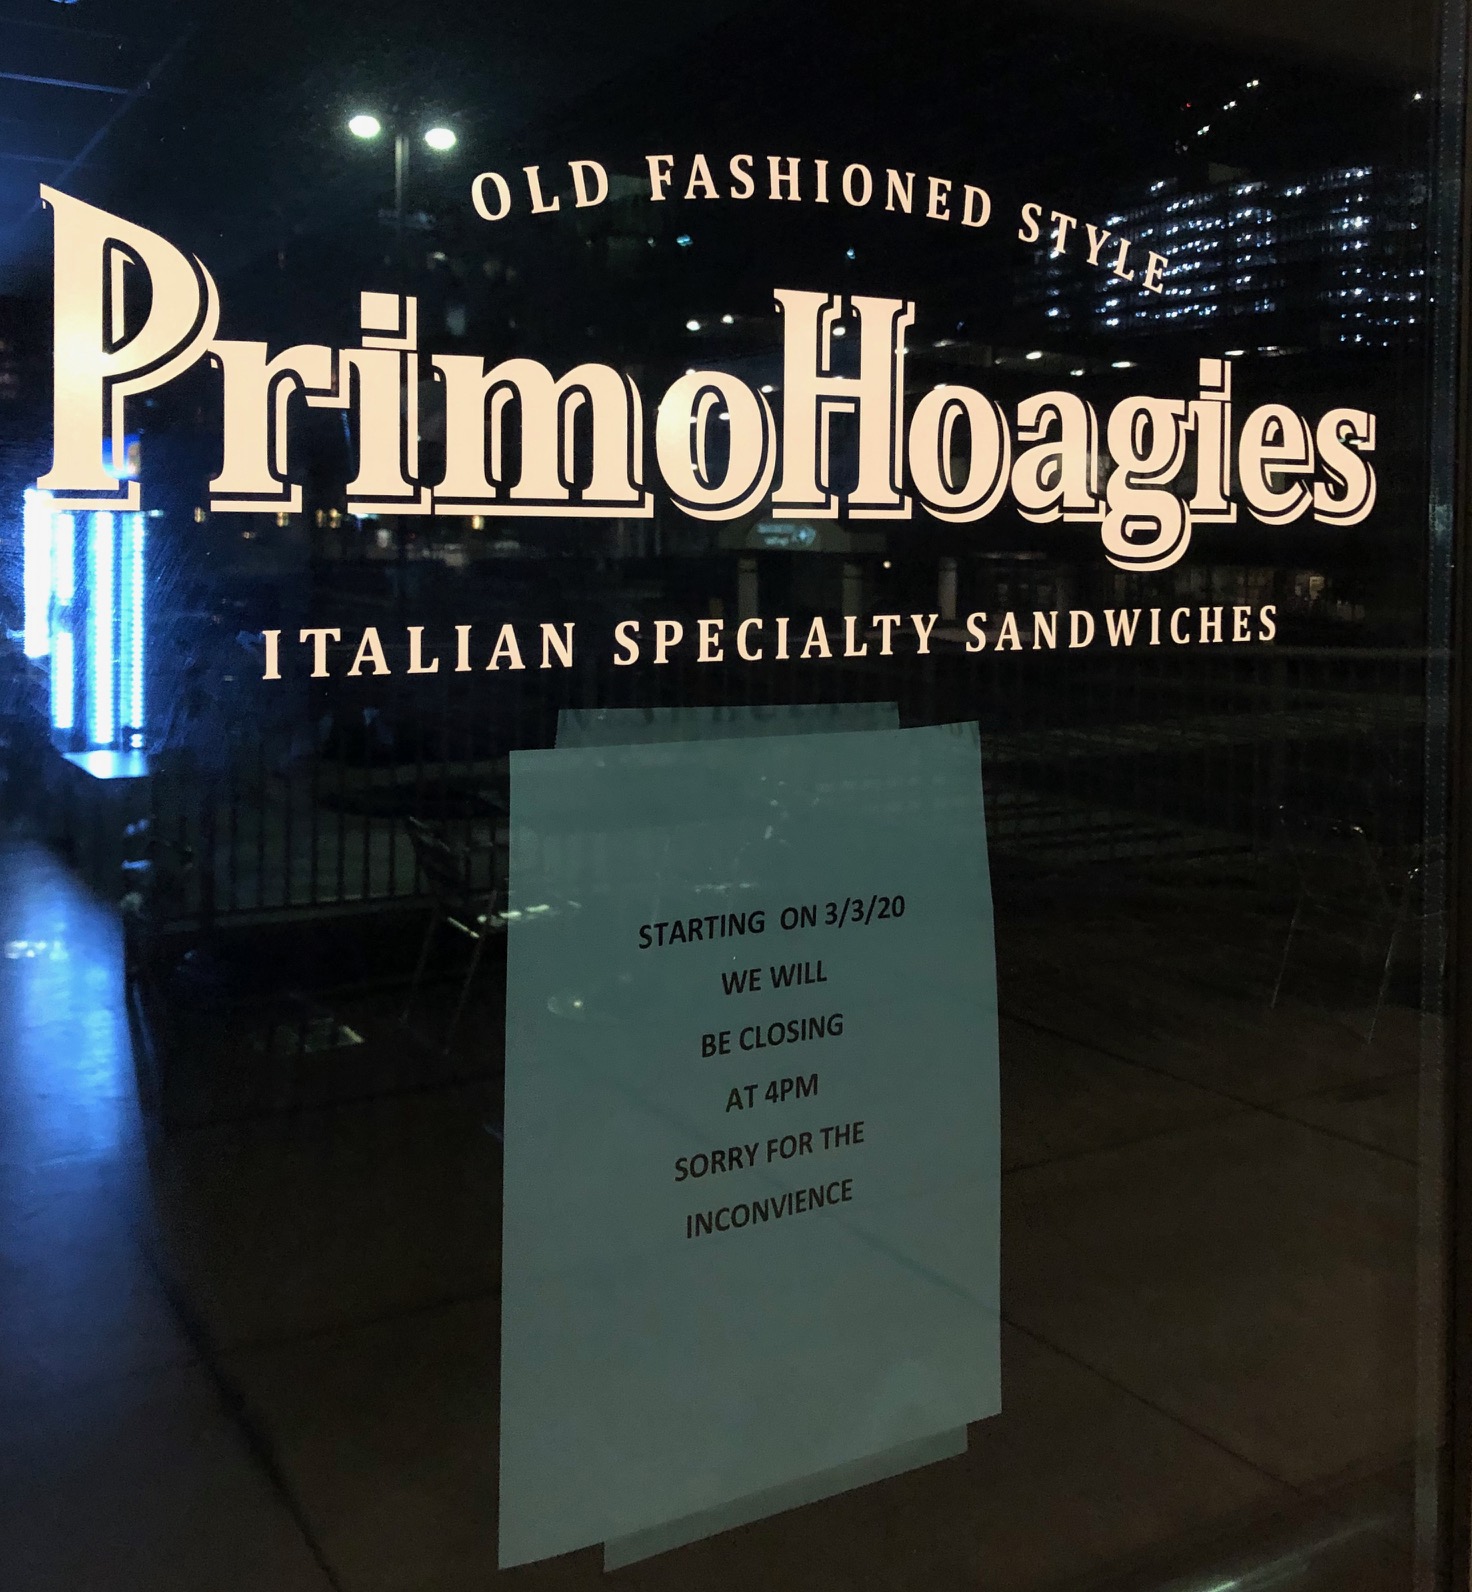 OLD FASHIONED STYLE
PrimoHoagies
ITALIAN SPECIALTY SANDWICHES
STARTING ON 3/3/20
WE WILL
BE CLOSING
AT 4PM
SORRY FOR THE
INCONVIENCE